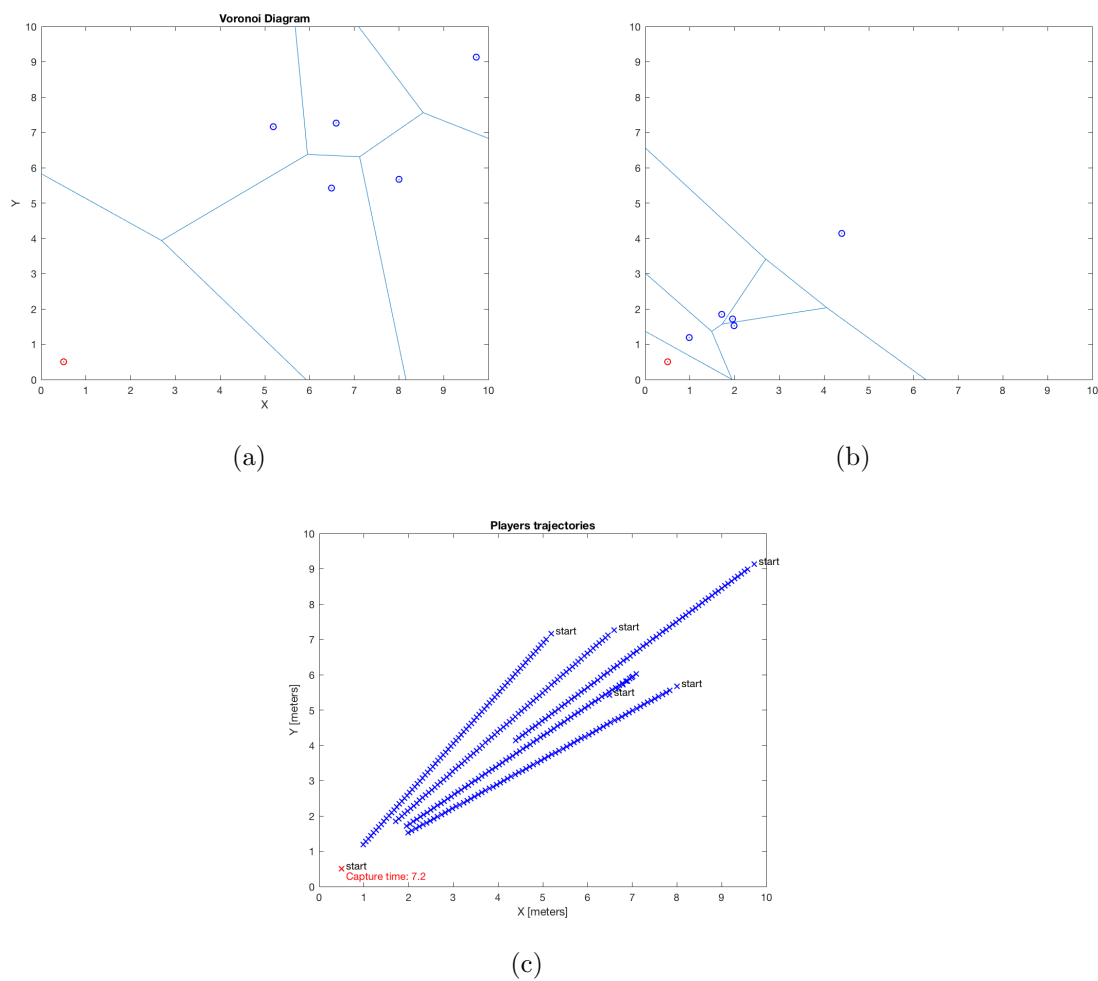 Voronoi Diagram
10
9
8
7
6
5
4
3
2
1
0
Y
0 1 2 3 4 5 6 7 8 9 10
X
10
9
8
7
6
5
4
3
2
1
0
0 1 2 3 4 5 6 7 8 9 10
(a)
(b)
Players trajectories
10
9
8
7
6
5
4
3
2
1
0
Y [meters]
start
start
start
start
start
start
Capture time: 7.2
0 1 2 3 4 5 6 7 8 9 10
X [meters]
(c)